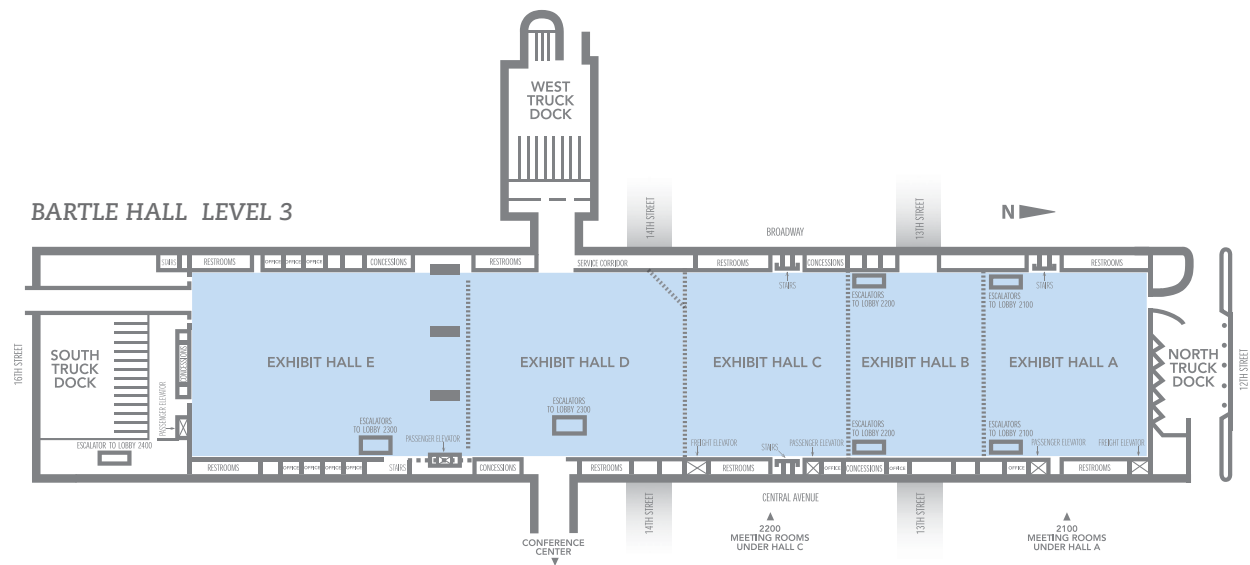 WEST
TRUCK
DOCK
BARTLE HALL LEVEL 3
14TH STREET
13TH STREET
N
BROADWAY
STAIRS
RESTROOMS
OFFICE
OFFICE
OFFICE
CONCESSIONS
RESTROOMS
SERVICE CORRIDOR
RESTROOMS
CONCESSIONS
RESTROOMS
STAIRS
STAIRS
ESCALATORS
TO LOBBY 2200
ESCALATORS
TO LOBBY 2100
16TH STREET
SOUTH
TRUCK
DOCK
CONCESSIONS
EXHIBIT HALL E
EXHIBIT HALL D
EXHIBIT HALL C
EXHIBIT HALL B
EXHIBIT HALL A
NORTH
TRUCK
DOCK
12TH STREET
PASSENGER ELEVATOR
ESCALATOR TO LOBBY 2400
ESCALATORS
TO LOBBY 2300
PASSENGER ELEVATOR
ESCALATORS
TO LOBBY 2300
FREIGHT ELEVATOR
STAIRS
PASSENGER ELEVATOR
ESCALATORS
TO LOBBY 2200
ESCALATORS
TO LOBBY 2100
PASSENGER ELEVATOR
FREIGHT ELEVATOR
RESTROOMS
OFFICE
OFFICE
OFFICE
OFFICE
STAIRS
CONCESSIONS
RESTROOMS
RESTROOMS
OFFICE
CONCESSIONS
OFFICE
OFFICE
RESTROOMS
14TH STREET
CENTRAL AVENUE
13TH STREET
CONFERENCE
CENTER
2200
MEETING ROOMS
UNDER HALL C
2100
MEETING ROOMS
UNDER HALL A